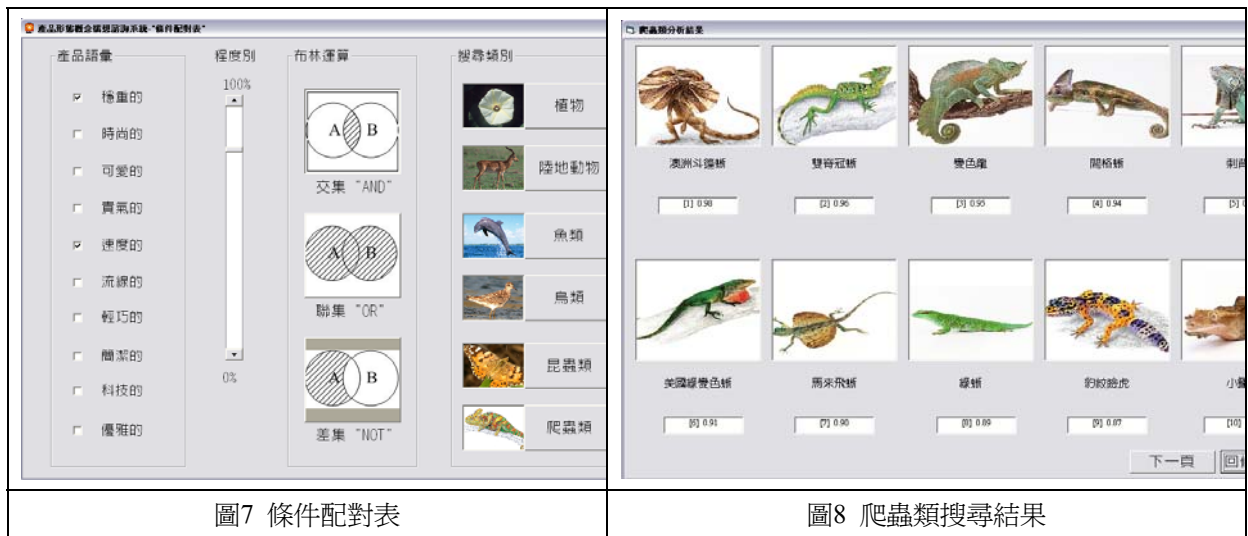 產品形態概念構想諮詢系統-"條件配對表"
產品語彙
穩重的
時尚的
可愛的
貴氣的
速度的
流線的
輕巧的
簡潔的
科技的
優雅的
程度別
100%
0%
布林運算
A B
交集 "AND"
A B
聯集 "OR"
A B
差集 "NOT"
搜尋類別
植物
陸地動物
魚類
鳥類
昆蟲類
爬蟲類
圖7 條件配對表
爬蟲類分析結果
澳洲斗篷蜥
雙脊冠蜥
變色龍
開格蜥
[1] 0.98
[2] 0.96
[3] 0.95
[4] 0.94
美國綠變色蜥
馬來飛蜥
綠蜥
豹紋守宮
[6] 0.91
[7] 0.90
[8] 0.89
[9] 0.87
[10]
下一頁
圖8 爬蟲類搜尋結果